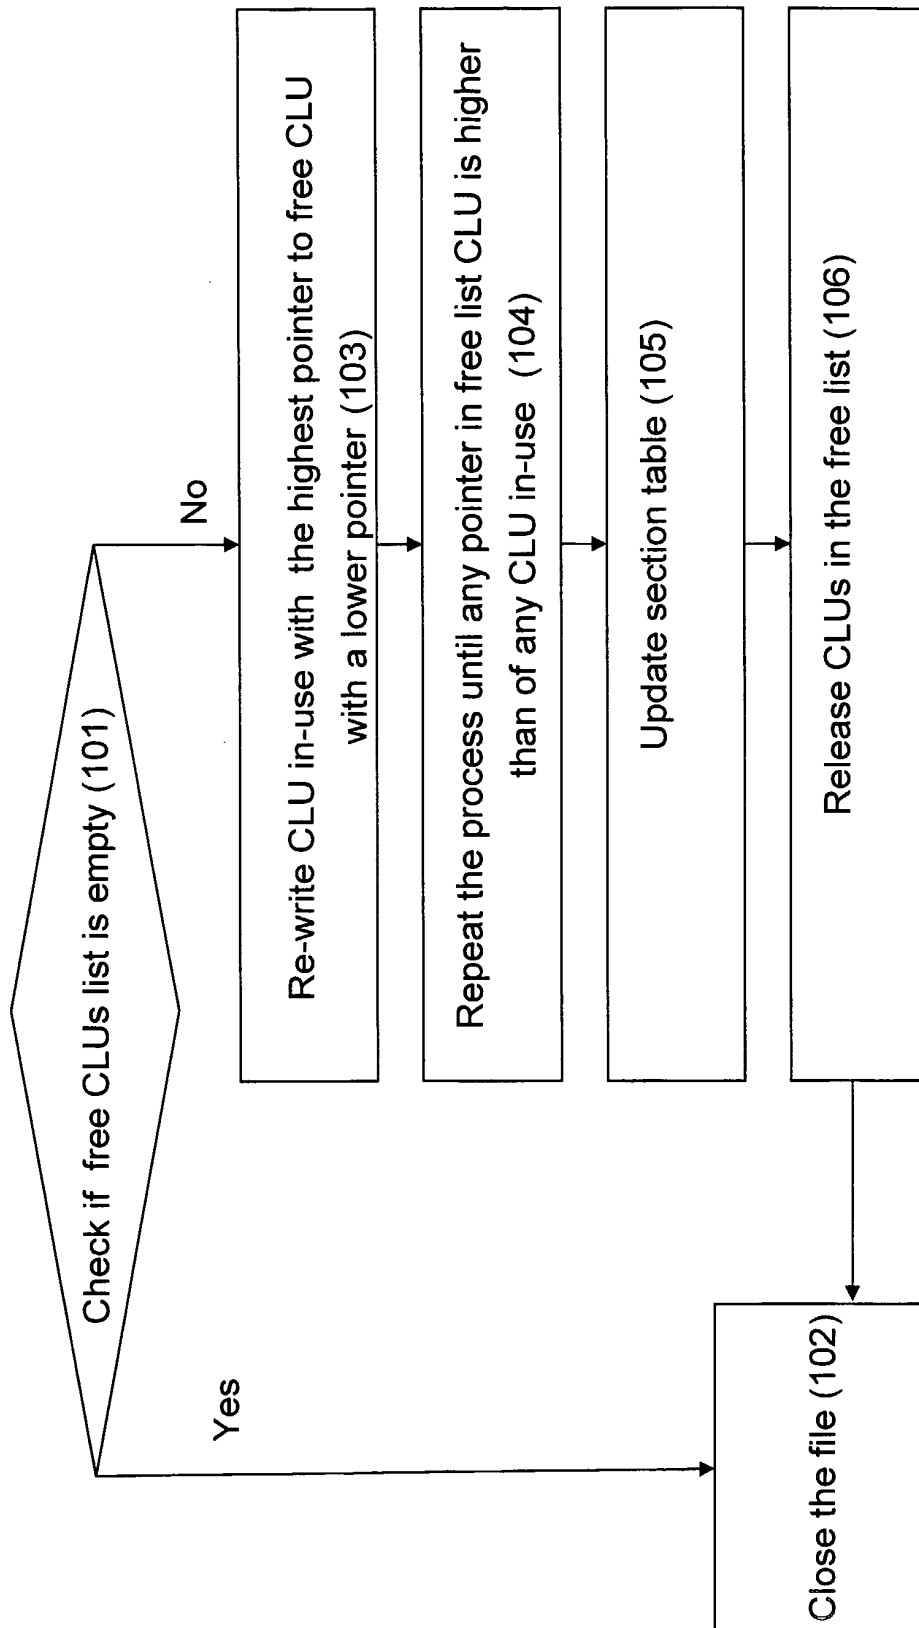 Check if free CLUs list is empty (101)
No
Yes
Re-write CLU in-use with the highest pointer to free CLU
with a lower pointer (103)
Repeat the process until any pointer in free list CLU is higher
than of any CLU in-use (104)
Update section table (105)
Release CLUs in the free list (106)
Close the file (102)